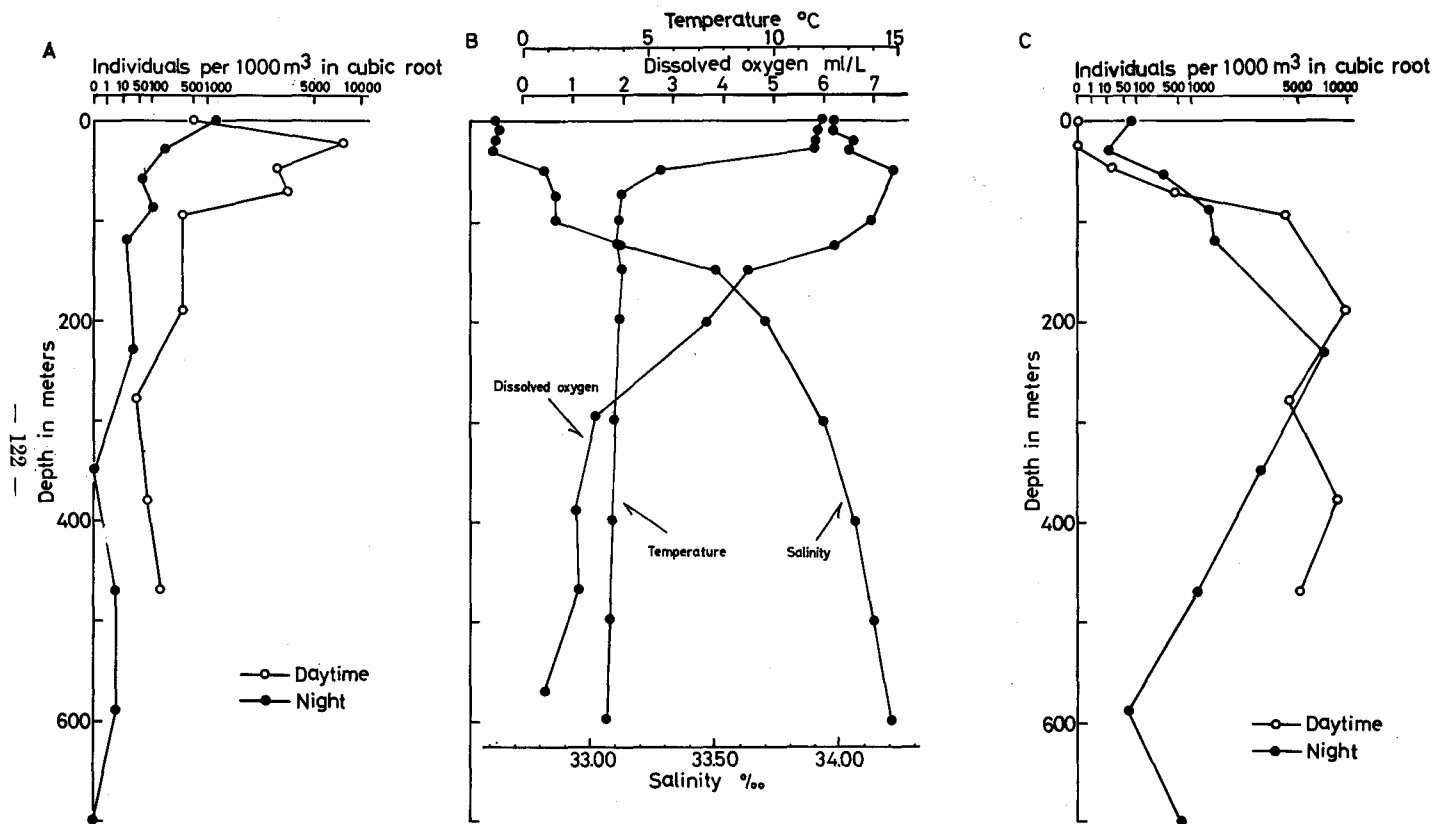 A
Individuals per 1000 m³ in cubic root
0 1 10 50 100 500 1000 5000 10000
0
200
400
600
Depth in meters
Daytime
Night
— 122 —
B
Temperature °C
0 5 10 15
Dissolved oxygen ml/L
0 1 2 3 4 5 6 7
Dissolved oxygen
Temperature
Salinity
33.00 33.50 34.00
Salinity ‰
C
Individuals per 1000 m³ in cubic root
0 1 10 50 100 500 1000 5000 10000
0
200
400
600
Depth in meters
Daytime
Night